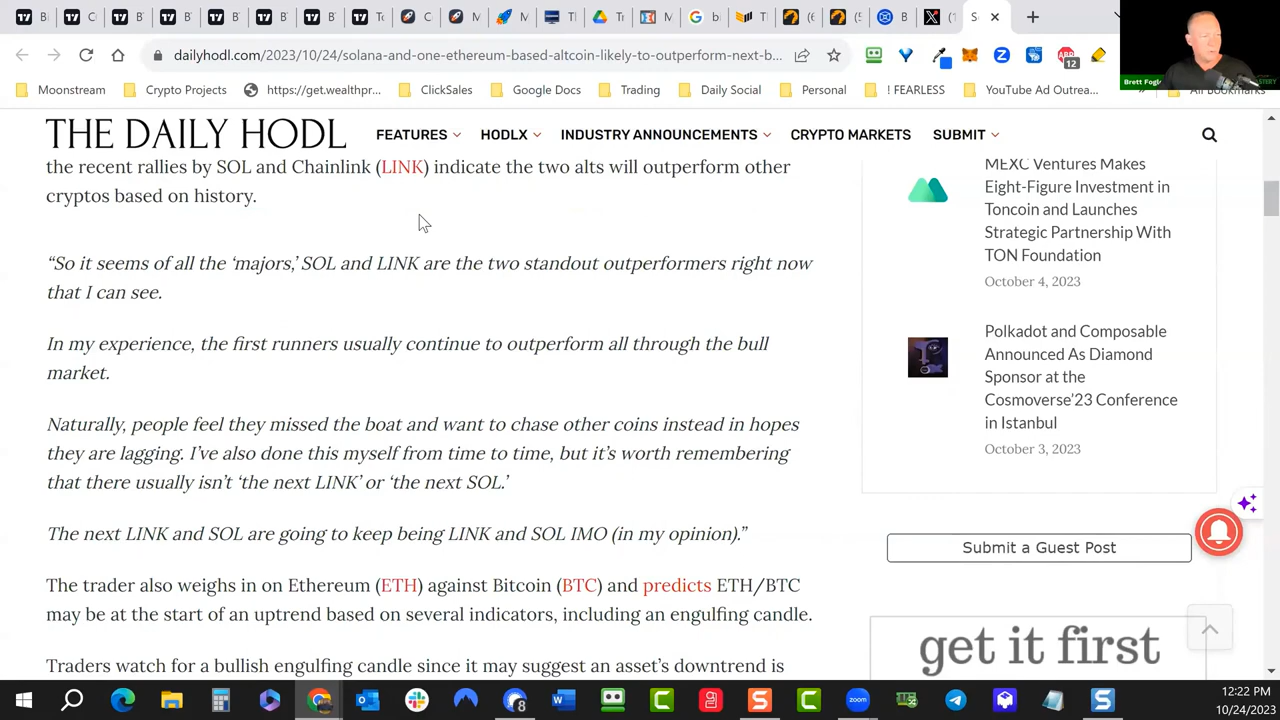 dailyhodl.com/2023/10/24/solana-and-one-ethereum-based-altcoin-likely-to-outperform-next-b...
12
Brett Fogle
Moonstream
Crypto Projects
https://get.wealthpr...
ClickSales
Google Docs
Trading
Daily Social
Personal
! FEARLESS
YouTube Ad Outrea...
All Bookmarks
THE DAILY HODL
FEATURES
HODLX
INDUSTRY ANNOUNCEMENTS
CRYPTO MARKETS
SUBMIT
the recent rallies by SOL and Chainlink (LINK) indicate the two alts will outperform other
cryptos based on history.
“So it seems of all the ‘majors,’ SOL and LINK are the two standout outperformers right now
that I can see.
In my experience, the first runners usually continue to outperform all through the bull
market.
Naturally, people feel they missed the boat and want to chase other coins instead in hopes
they are lagging. I’ve also done this myself from time to time, but it’s worth remembering
that there usually isn’t ‘the next LINK’ or ‘the next SOL.’
The next LINK and SOL are going to keep being LINK and SOL IMO (in my opinion).”
The trader also weighs in on Ethereum (ETH) against Bitcoin (BTC) and predicts ETH/BTC
may be at the start of an uptrend based on several indicators, including an engulfing candle.
Traders watch for a bullish engulfing candle since it may suggest an asset’s downtrend is
MEXC Ventures Makes
Eight-Figure Investment in
Toncoin and Launches
Strategic Partnership With
TON Foundation
October 4, 2023
Polkadot and Composable
Announced As Diamond
Sponsor at the
Cosmoverse’23 Conference
in Istanbul
October 3, 2023
Submit a Guest Post
get it first
12:22 PM
10/24/2023